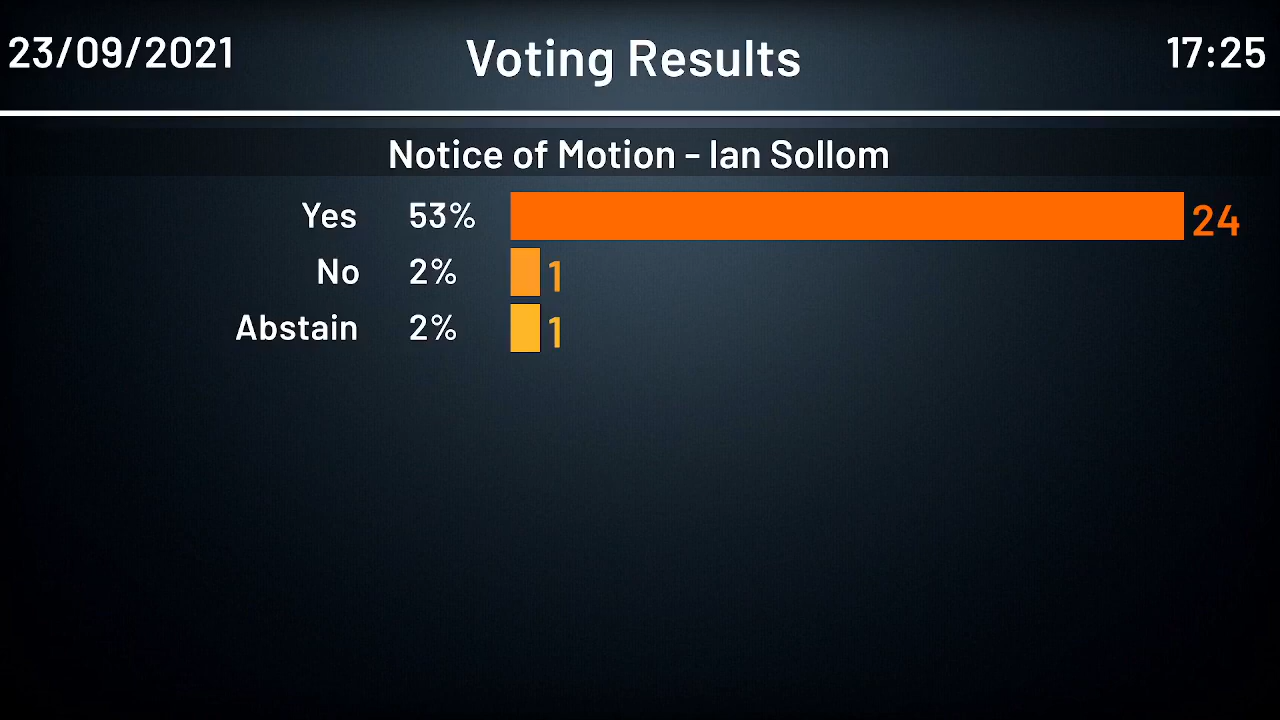 23/09/2021 Voting Results 17:25
Notice of Motion - Ian Sollom
Yes 53% 24
No 2% 1
Abstain 2% 1